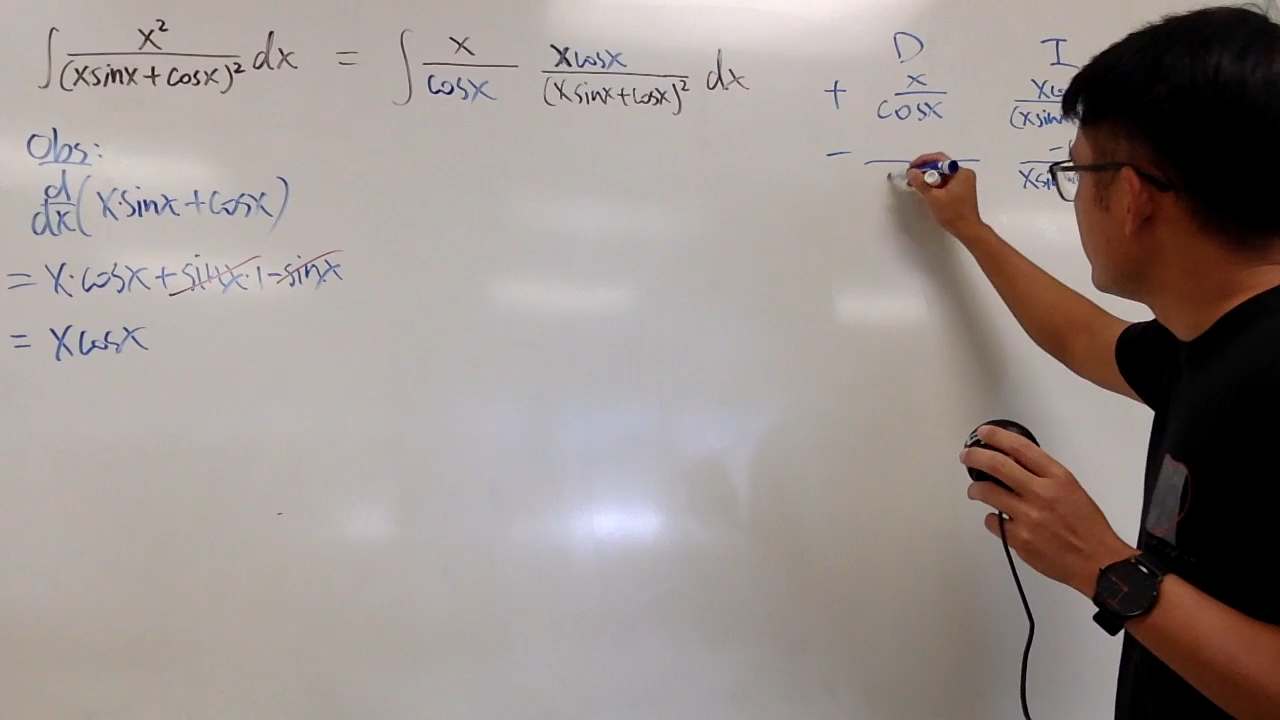 ∫ x²/(xsinx+cosx)² dx = ∫ x/cosx xcosx/(xsinx+cosx)² dx
Obs:
d/dx(x·sinx+cosx)
= x·cosx+sinx·1-sinx
= xcosx
D I
+ x/cosx
-